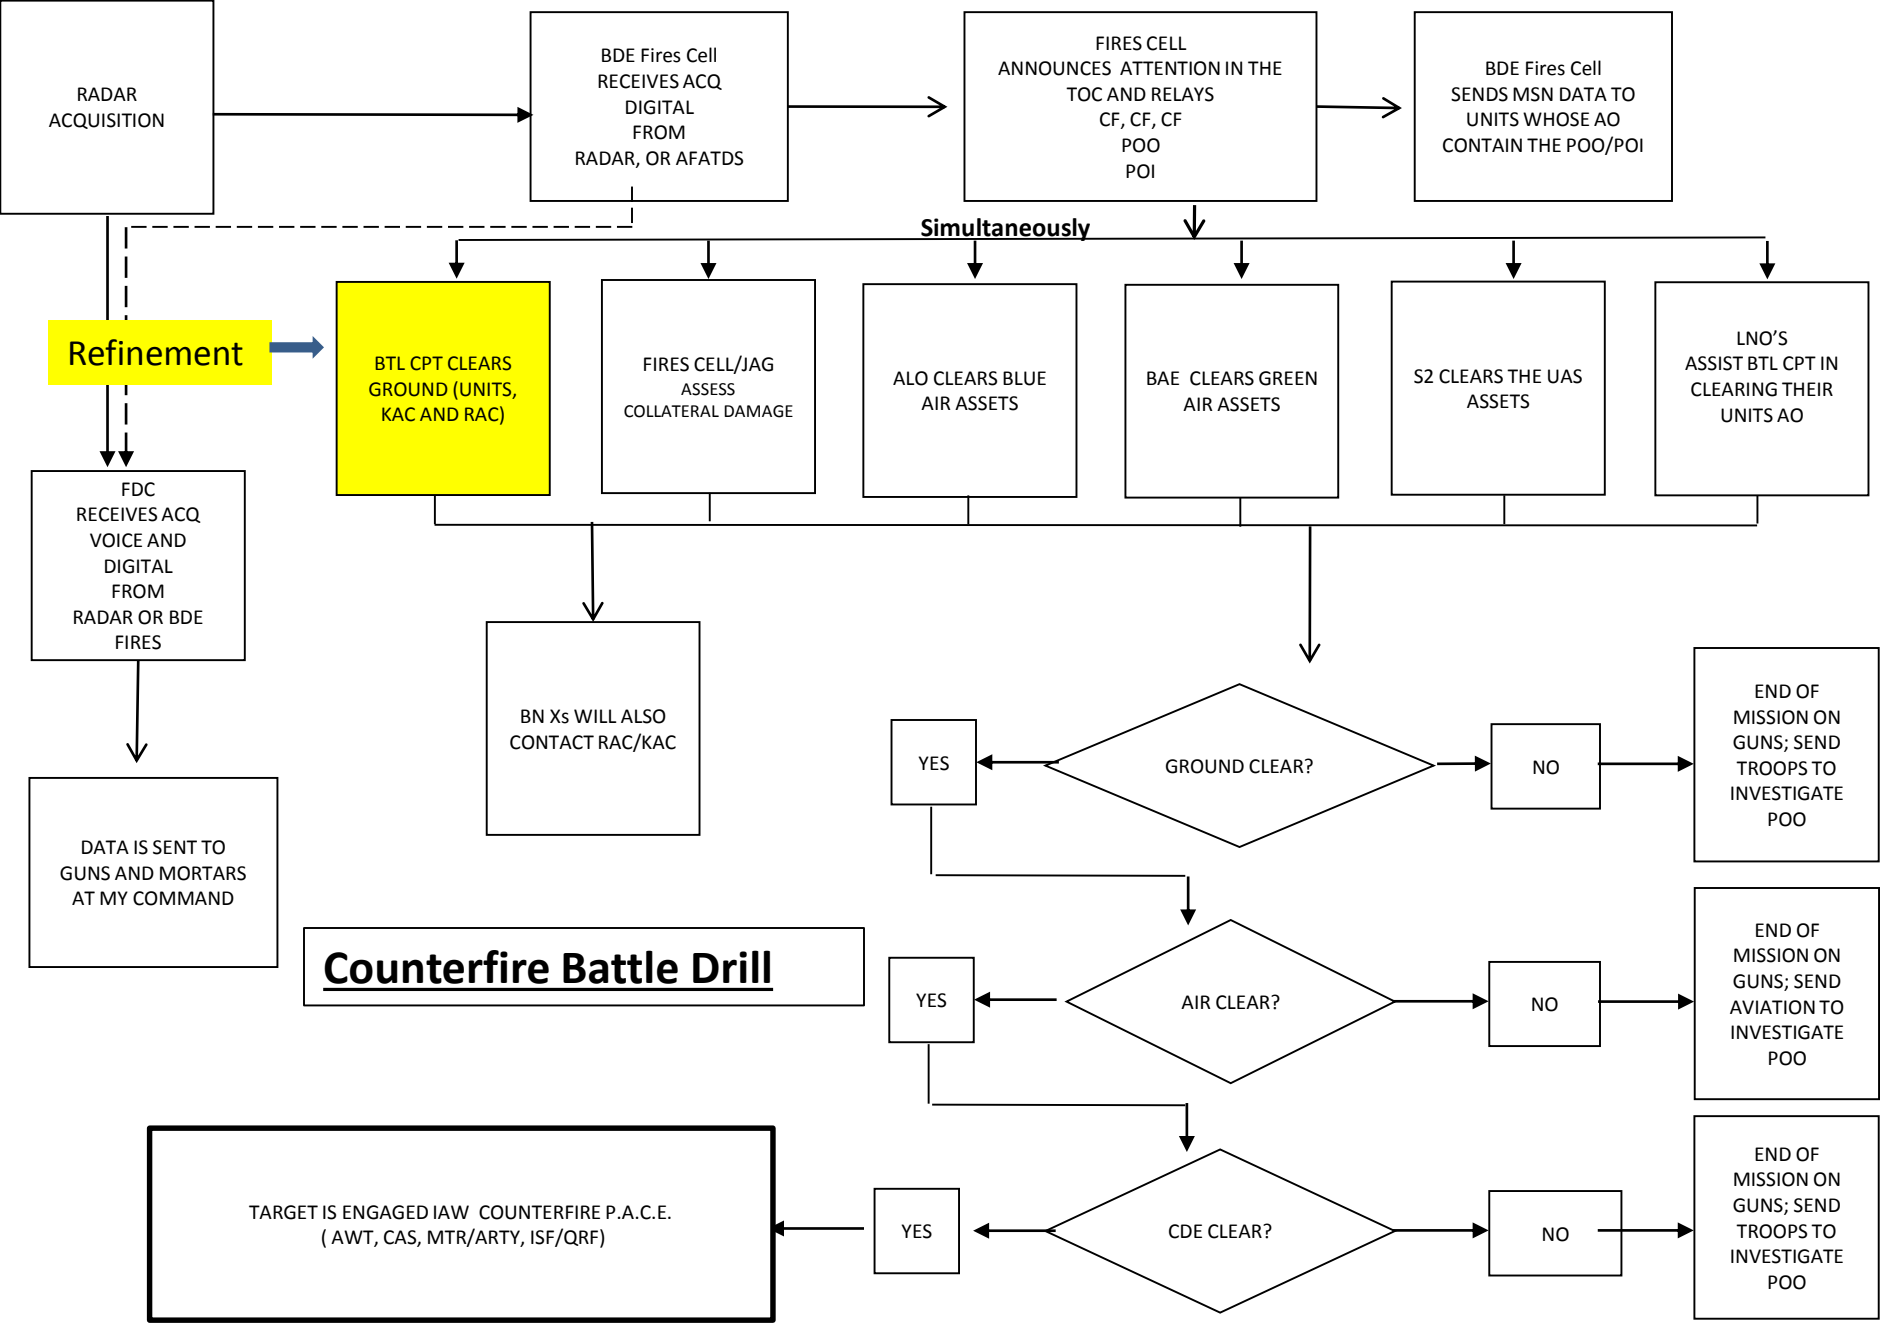 RADAR
ACQUISITION
BDE Fires Cell
RECEIVES ACQ
DIGITAL
FROM
RADAR, OR AFATDS
FIRES CELL
ANNOUNCES ATTENTION IN THE
TOC AND RELAYS
CF, CF, CF
POO
POI
BDE Fires Cell
SENDS MSN DATA TO
UNITS WHOSE AO
CONTAIN THE POO/POI
Simultaneously
Refinement
BTL CPT CLEARS
GROUND (UNITS,
KAC AND RAC)
FIRES CELL/JAG
ASSESS
COLLATERAL DAMAGE
ALO CLEARS BLUE
AIR ASSETS
BAE CLEARS GREEN
AIR ASSETS
S2 CLEARS THE UAS
ASSETS
LNO’S
ASSIST BTL CPT IN
CLEARING THEIR
UNITS AO
FDC
RECEIVES ACQ
VOICE AND
DIGITAL
FROM
RADAR OR BDE
FIRES
BN Xs WILL ALSO
CONTACT RAC/KAC
DATA IS SENT TO
GUNS AND MORTARS
AT MY COMMAND
YES
GROUND CLEAR?
NO
END OF
MISSION ON
GUNS; SEND
TROOPS TO
INVESTIGATE
POO
Counterfire Battle Drill
YES
AIR CLEAR?
NO
END OF
MISSION ON
GUNS; SEND
AVIATION TO
INVESTIGATE
POO
TARGET IS ENGAGED IAW COUNTERFIRE P.A.C.E.
( AWT, CAS, MTR/ARTY, ISF/QRF)
YES
CDE CLEAR?
NO
END OF
MISSION ON
GUNS; SEND
TROOPS TO
INVESTIGATE
POO